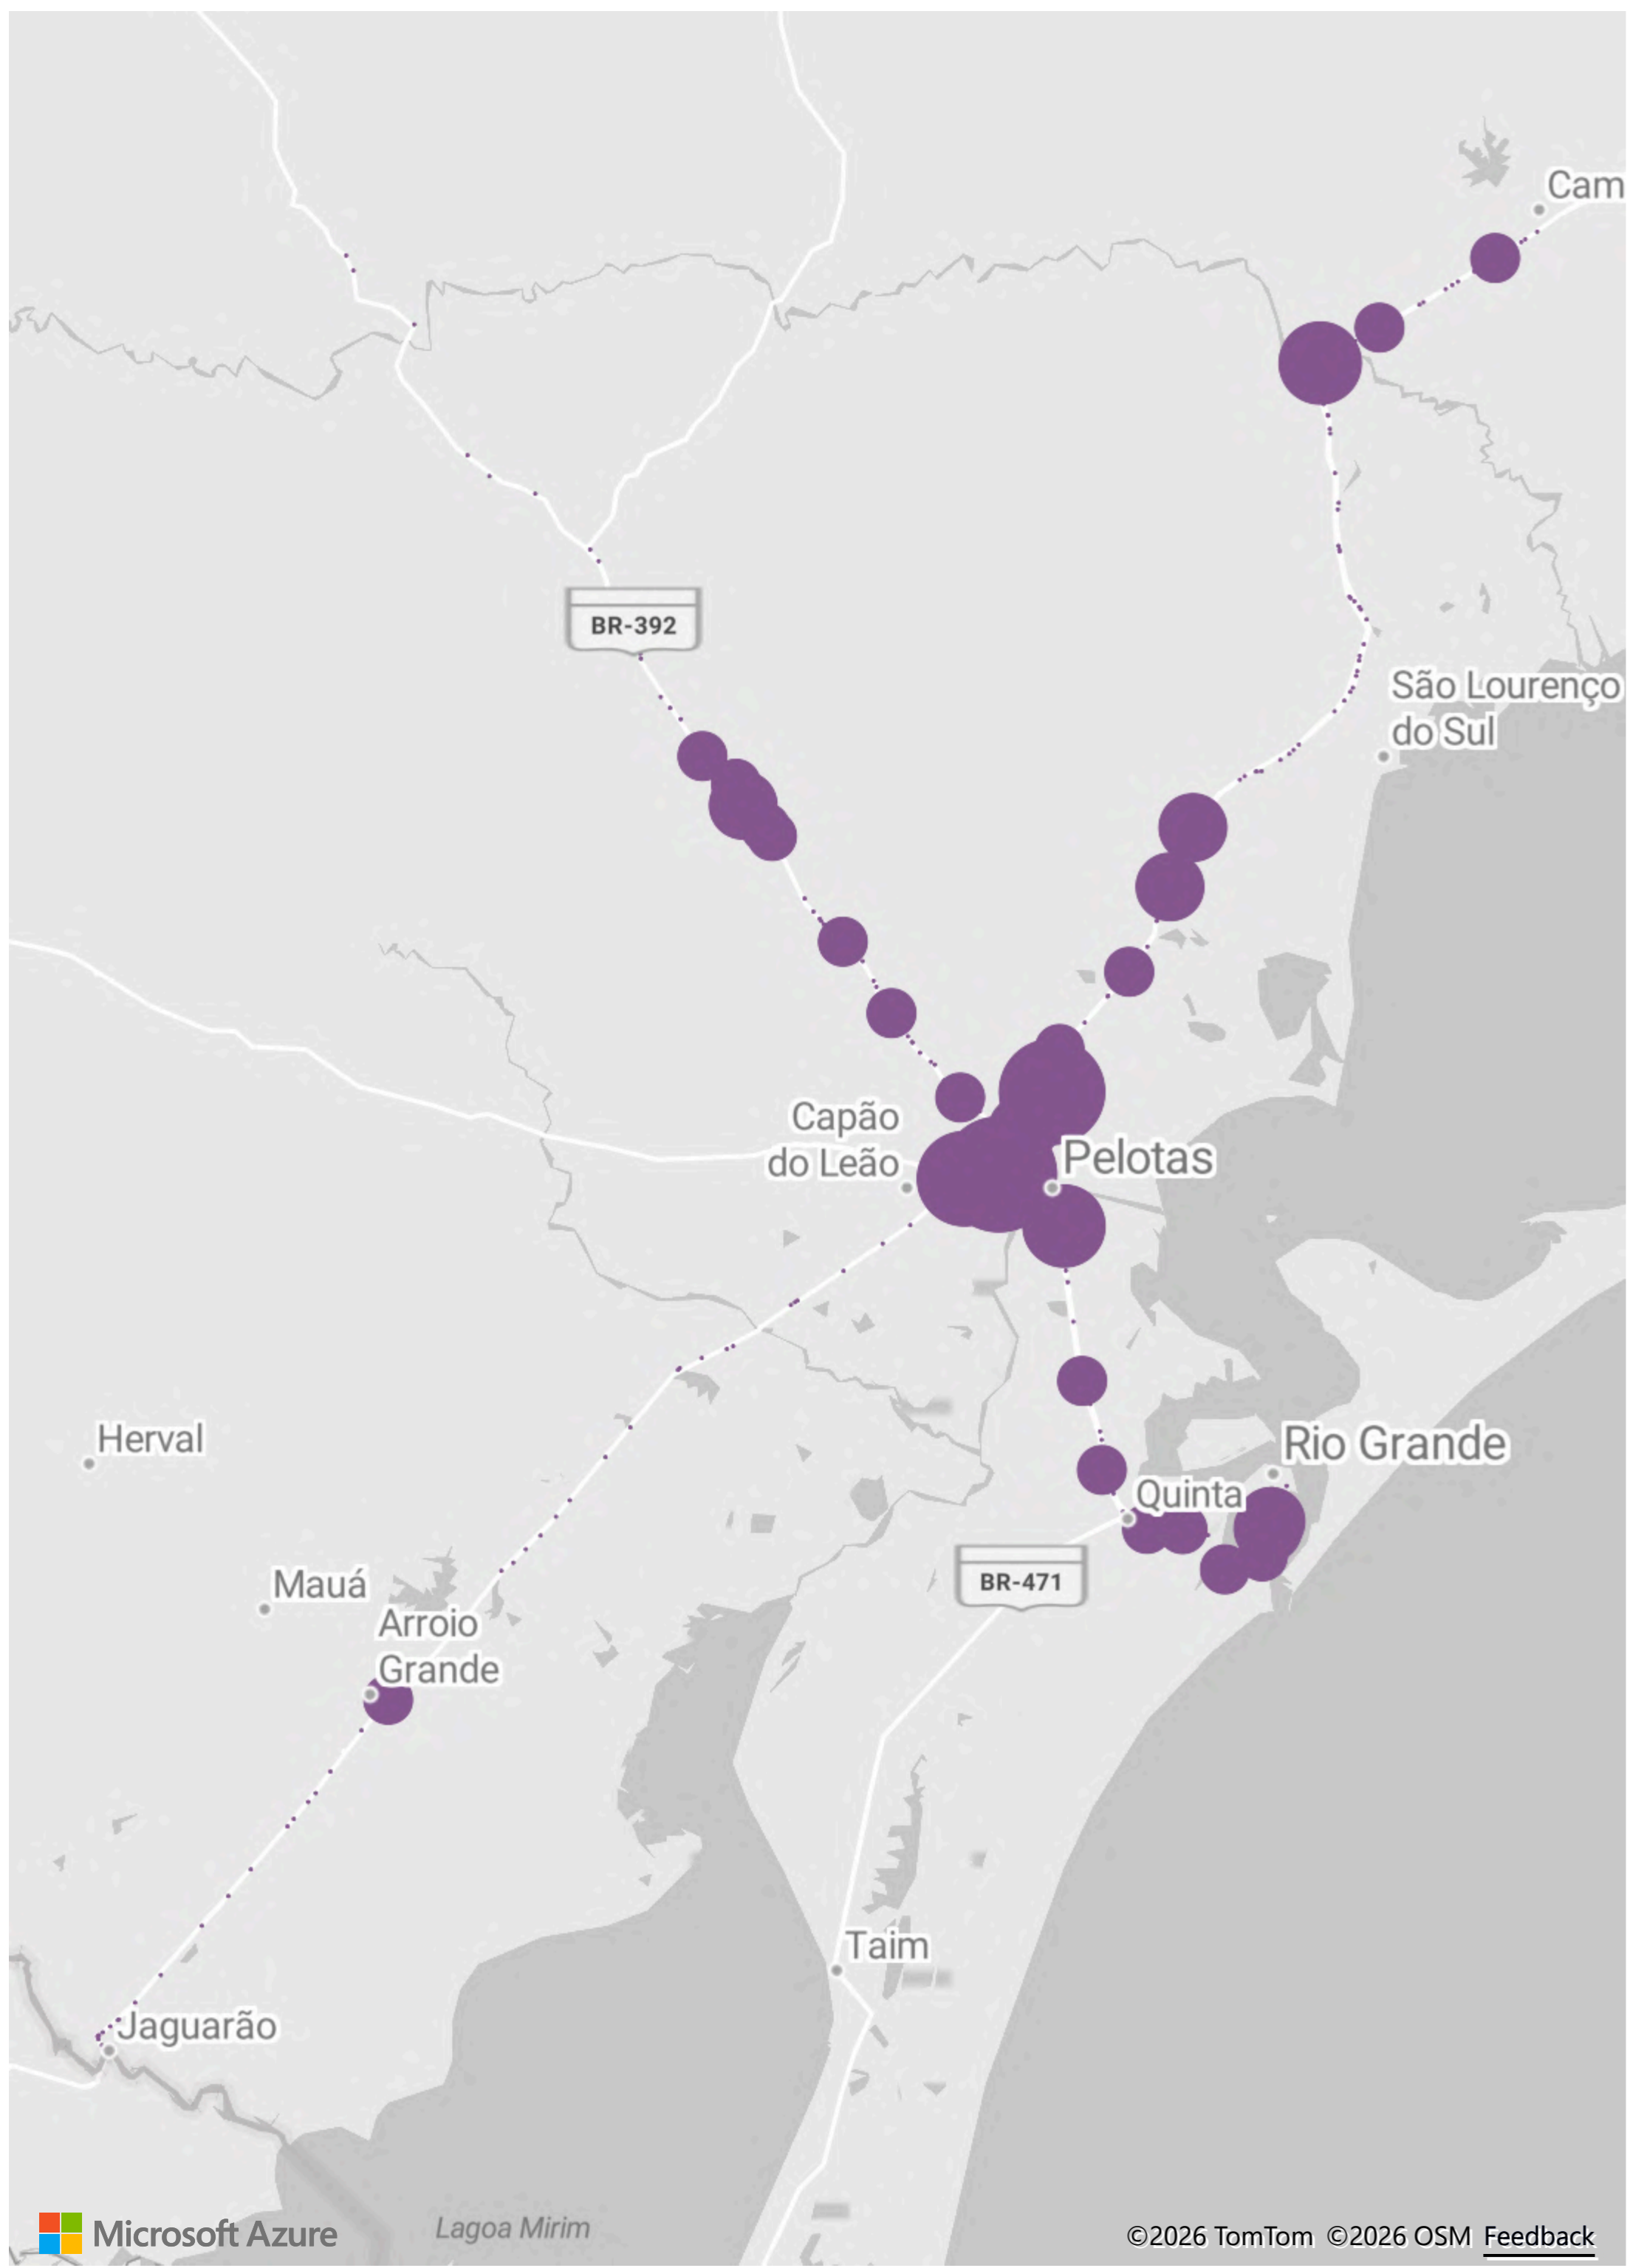 Cam
BR-392
São Lourenço
do Sul
Capão
do Leão
Pelotas
Herval
Rio Grande
Quinta
Mauá
BR-471
Arroio
Grande
Taim
Jaguarão
Lagoa Mirim
Microsoft Azure
©2026 TomTom ©2026 OSM Feedback